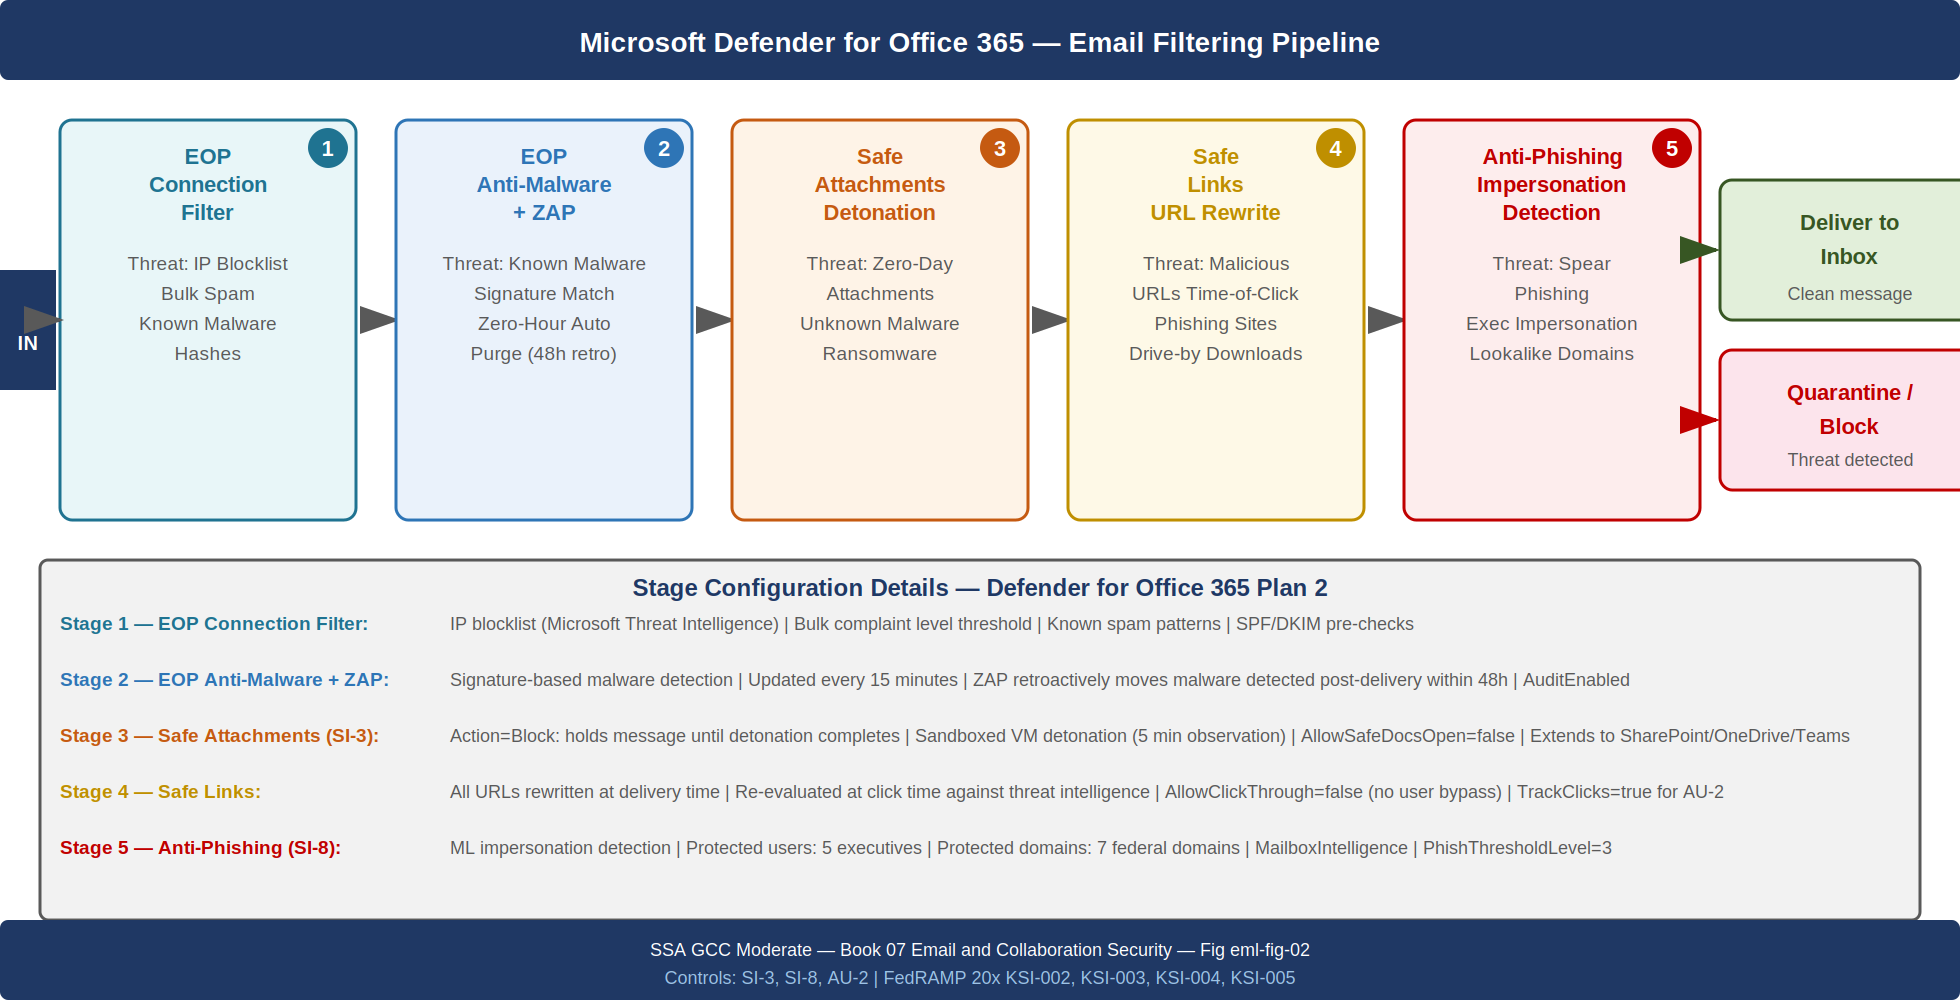 Microsoft Defender for Office 365 — Email Filtering Pipeline
IN
1
EOP
Connection
Filter
Threat: IP Blocklist
Bulk Spam
Known Malware
Hashes
2
EOP
Anti-Malware
+ ZAP
Threat: Known Malware
Signature Match
Zero-Hour Auto
Purge (48h retro)
3
Safe
Attachments
Detonation
Threat: Zero-Day
Attachments
Unknown Malware
Ransomware
4
Safe
Links
URL Rewrite
Threat: Malicious
URLs Time-of-Click
Phishing Sites
Drive-by Downloads
5
Anti-Phishing
Impersonation
Detection
Threat: Spear
Phishing
Exec Impersonation
Lookalike Domains
Deliver to
Inbox
Clean message
Quarantine /
Block
Threat detected
Stage Configuration Details — Defender for Office 365 Plan 2
Stage 1 — EOP Connection Filter: IP blocklist (Microsoft Threat Intelligence) | Bulk complaint level threshold | Known spam patterns | SPF/DKIM pre-checks
Stage 2 — EOP Anti-Malware + ZAP: Signature-based malware detection | Updated every 15 minutes | ZAP retroactively moves malware detected post-delivery within 48h | AuditEnabled
Stage 3 — Safe Attachments (SI-3): Action=Block: holds message until detonation completes | Sandboxed VM detonation (5 min observation) | AllowSafeDocsOpen=false | Extends to SharePoint/OneDrive/Teams
Stage 4 — Safe Links: All URLs rewritten at delivery time | Re-evaluated at click time against threat intelligence | AllowClickThrough=false (no user bypass) | TrackClicks=true for AU-2
Stage 5 — Anti-Phishing (SI-8): ML impersonation detection | Protected users: 5 executives | Protected domains: 7 federal domains | MailboxIntelligence | PhishThresholdLevel=3
SSA GCC Moderate — Book 07 Email and Collaboration Security — Fig eml-fig-02
Controls: SI-3, SI-8, AU-2 | FedRAMP 20x KSI-002, KSI-003, KSI-004, KSI-005